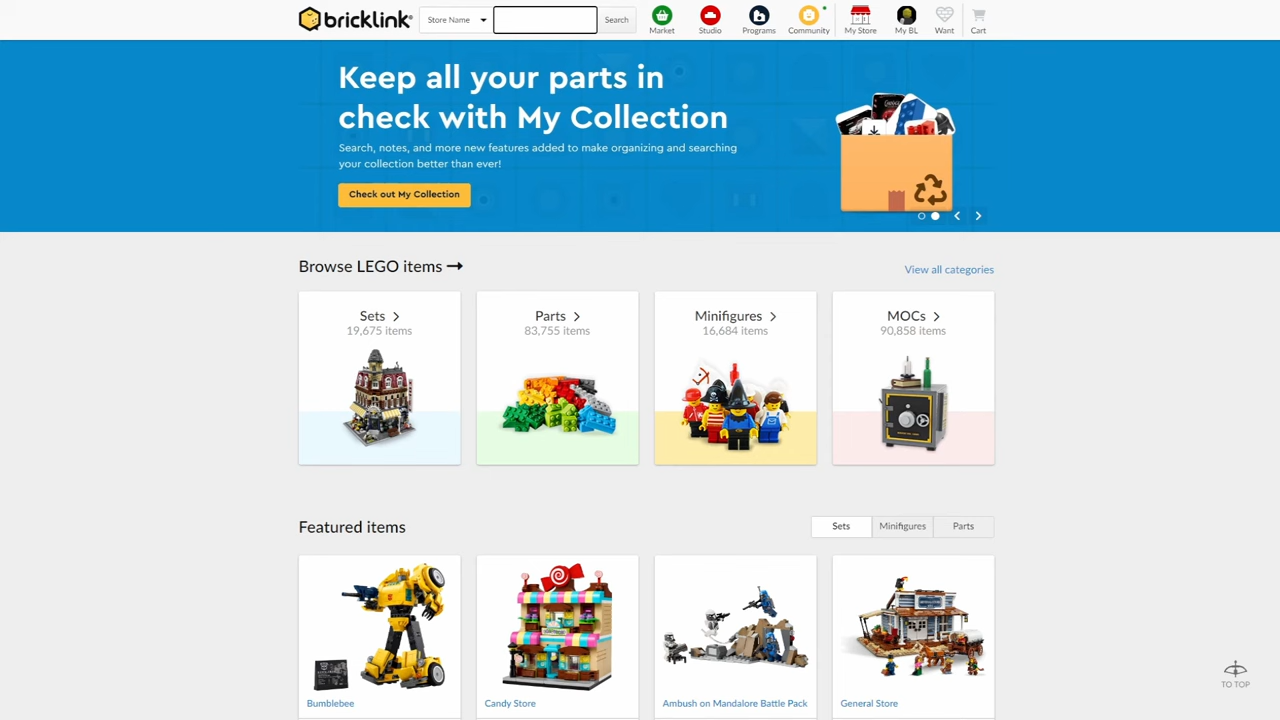 bricklink
Store Name
Search
Market
Studio
Programs
Community
My Store
My BL
Want
Cart
Keep all your parts in
check with My Collection
Search, notes, and more new features added to make organizing and searching
your collection better than ever!
Check out My Collection
Browse LEGO items
View all categories
Sets
19,675 items
Parts
83,755 items
Minifigures
16,684 items
MOCs
90,858 items
Featured items
Sets
Minifigures
Parts
Bumblebee
Candy Store
Ambush on Mandalore Battle Pack
General Store
TO TOP